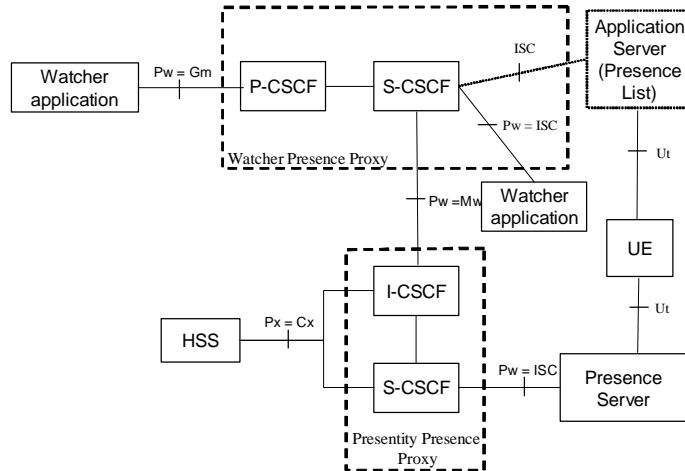 ISC
Application
Server
(Presence
List)
Watcher
application
Pw = Gm
P-CSCF
S-CSCF
Pw = ISC
Watcher Presence Proxy
Ut
Pw =Mw
Watcher
application
UE
I-CSCF
Px = Cx
HSS
Ut
S-CSCF
Pw = ISC
Presence
Server
Presentity Presence
Proxy